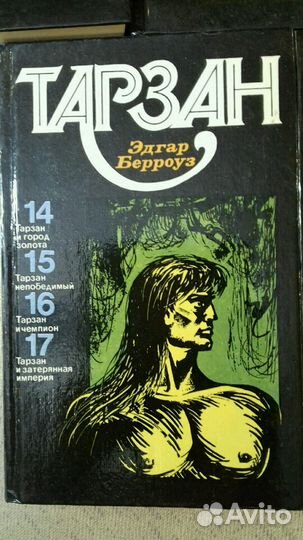 ТАРЗАН
Эдгар
Берроуз
14
Тарзан
и город
золота
15
Тарзан
непобедимый
16
Тарзан
и чемпион
17
Тарзан
и затерянная
империя
Avito